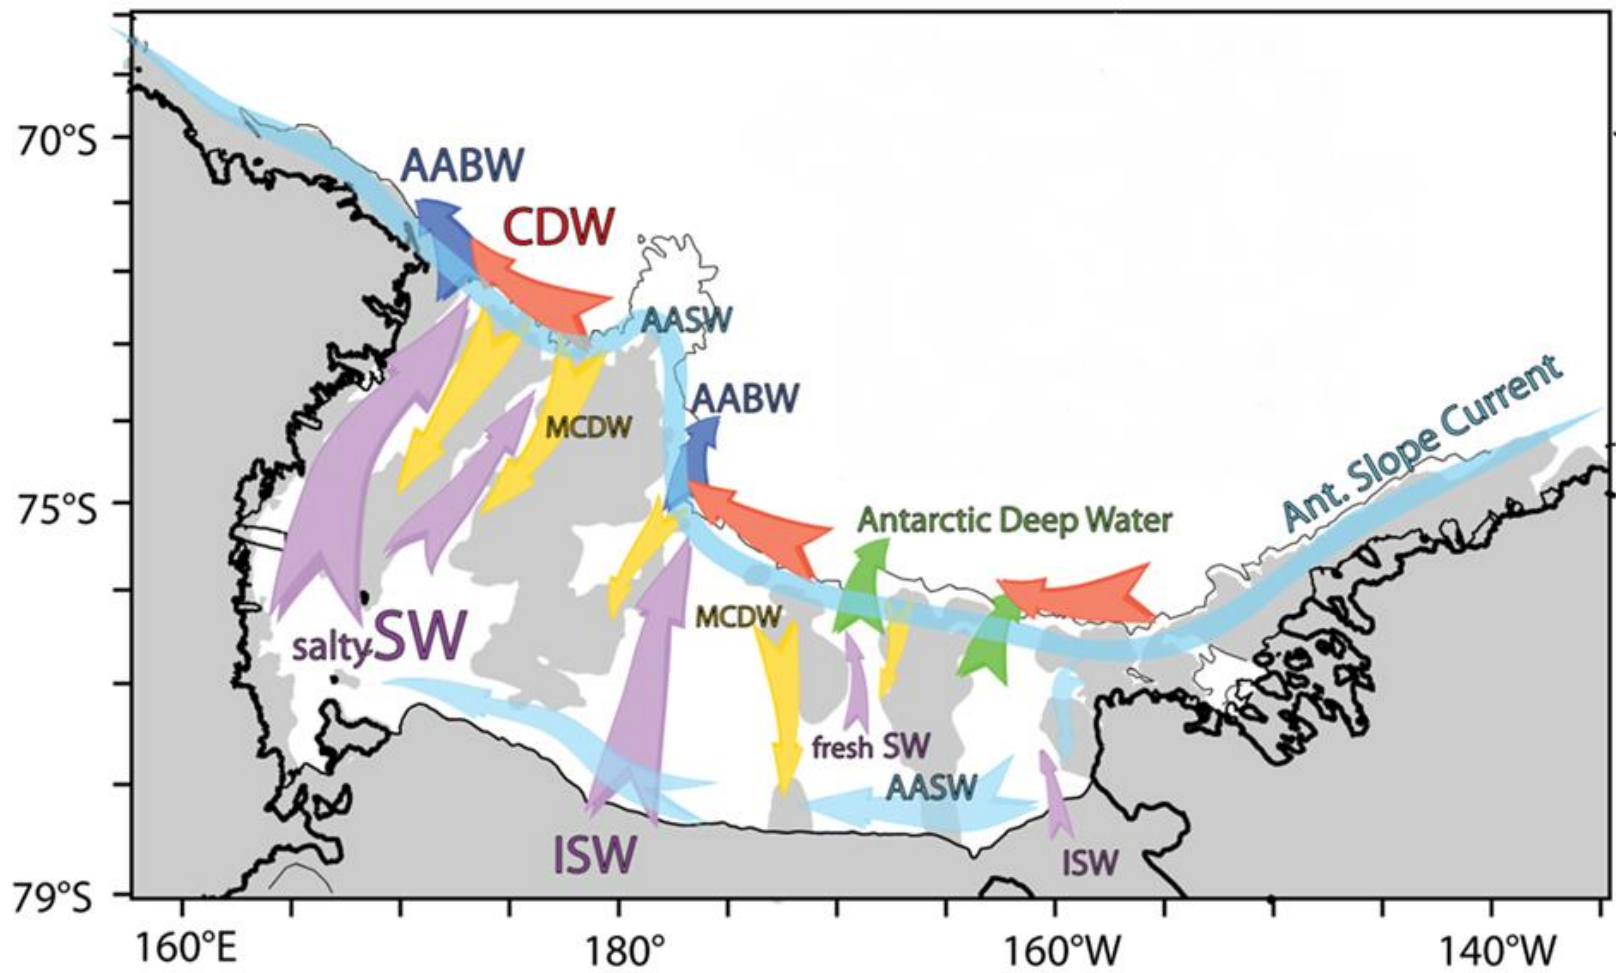 70°S
AABW
CDW
AASW
AABW
Ant. Slope Current
MCDW
75°S
Antarctic Deep Water
MCDW
salty SW
fresh SW
AASW
ISW
ISW
79°S
160°E
180°
160°W
140°W